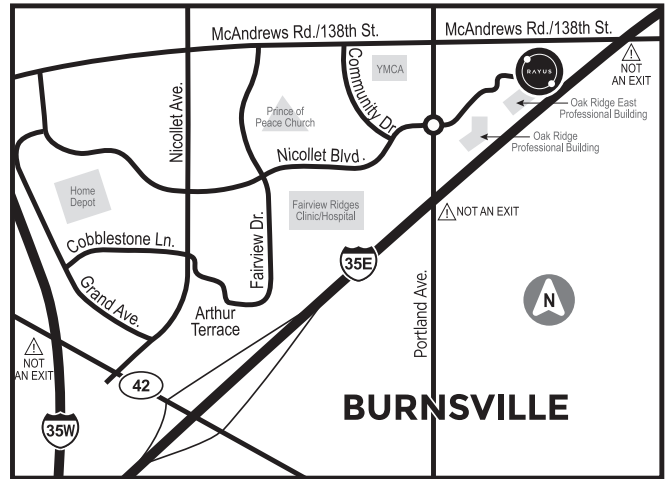 McAndrews Rd./138th St.
McAndrews Rd./138th St.
NOT
AN EXIT
Community Dr.
YMCA
RAYUS
Nicollet Ave.
Prince of
Peace Church
Oak Ridge East
Professional Building
Oak Ridge
Professional Building
Nicollet Blvd.
Home
Depot
Fairview Ridges
Clinic/Hospital
NOT AN EXIT
Fairview Dr.
Cobblestone Ln.
35E
Grand Ave.
Arthur
Terrace
Portland Ave.
N
NOT
AN EXIT
42
BURNSVILLE
35W